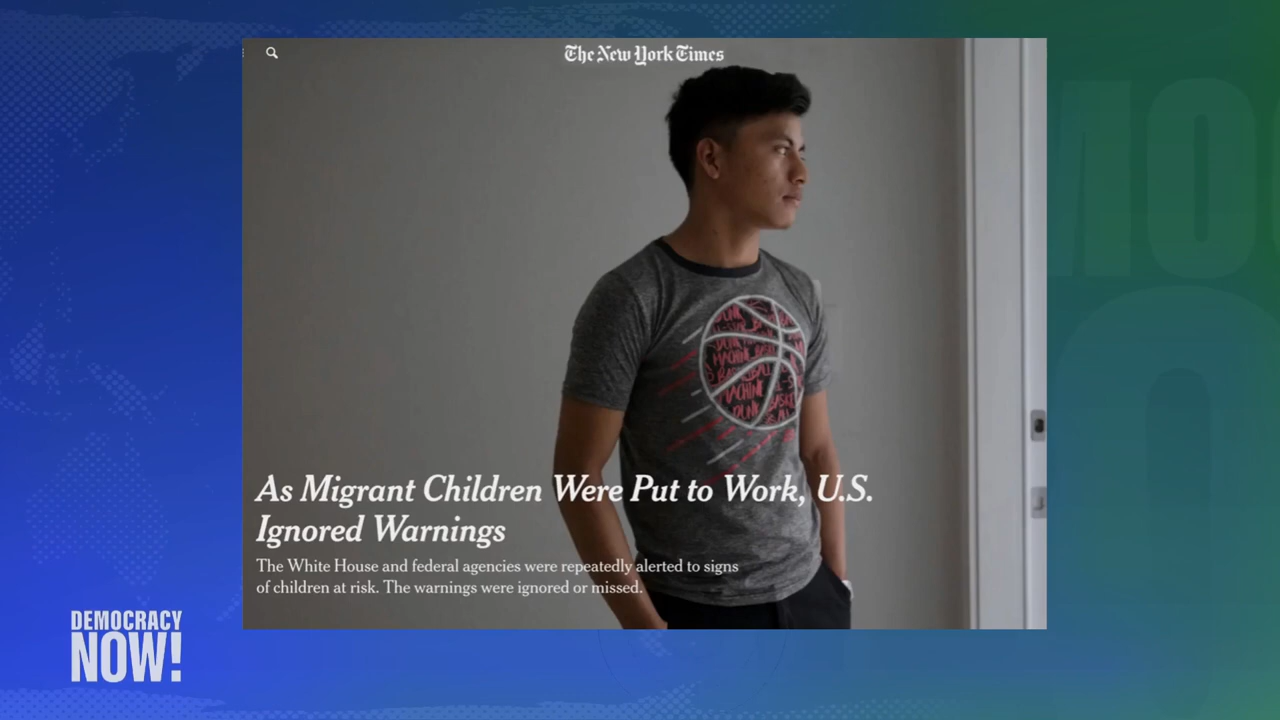 The New York Times
As Migrant Children Were Put to Work, U.S.
Ignored Warnings
The White House and federal agencies were repeatedly alerted to signs
of children at risk. The warnings were ignored or missed.
DEMOCRACY
NOW!